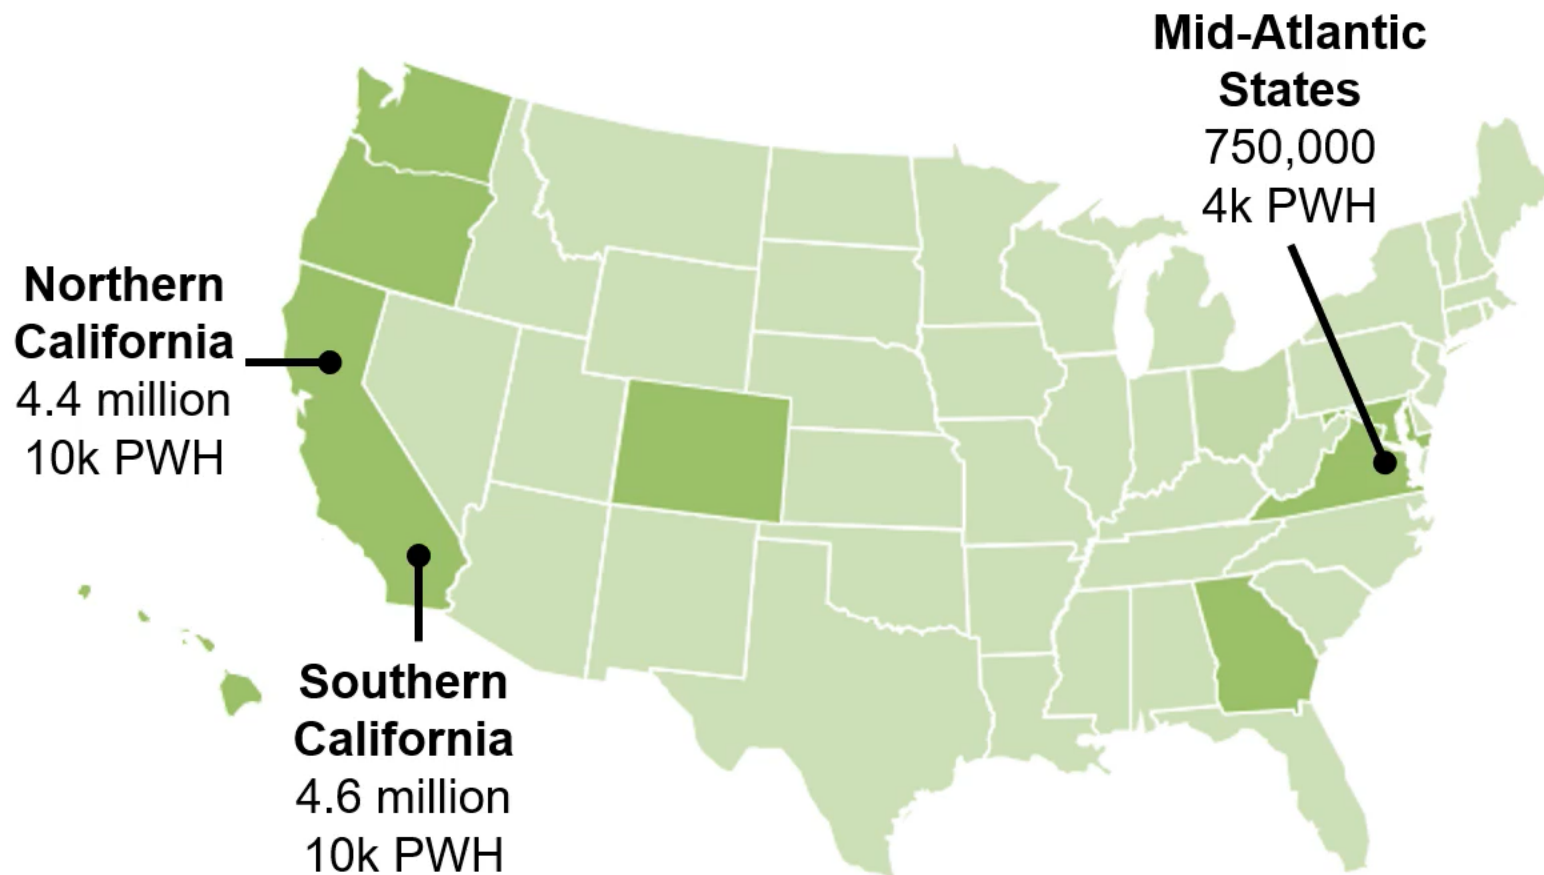 Mid-Atlantic
States
750,000
4k PWH
Northern
California
4.4 million
10k PWH
Southern
California
4.6 million
10k PWH